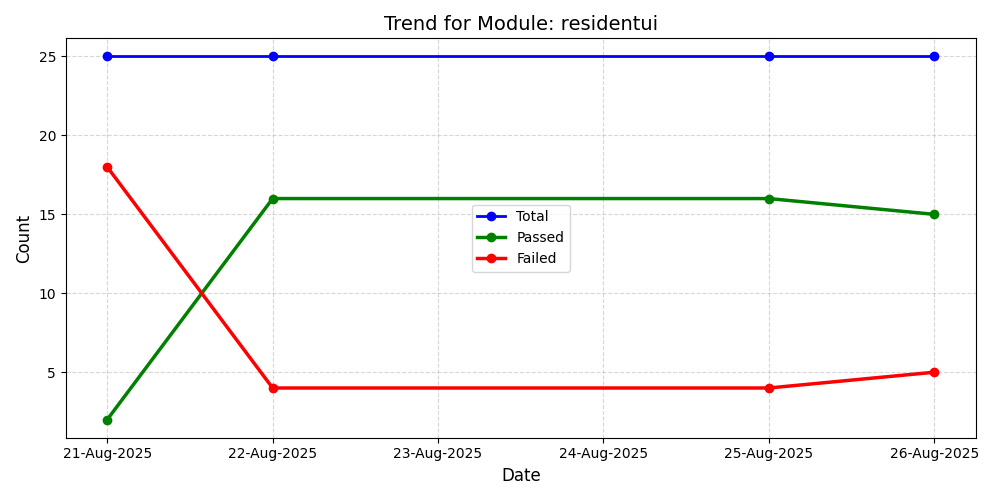 Trend for Module: residentui
Count
25
20
15
10
5
Total
Passed
Failed
21-Aug-2025 22-Aug-2025 23-Aug-2025 24-Aug-2025 25-Aug-2025 26-Aug-2025
Date